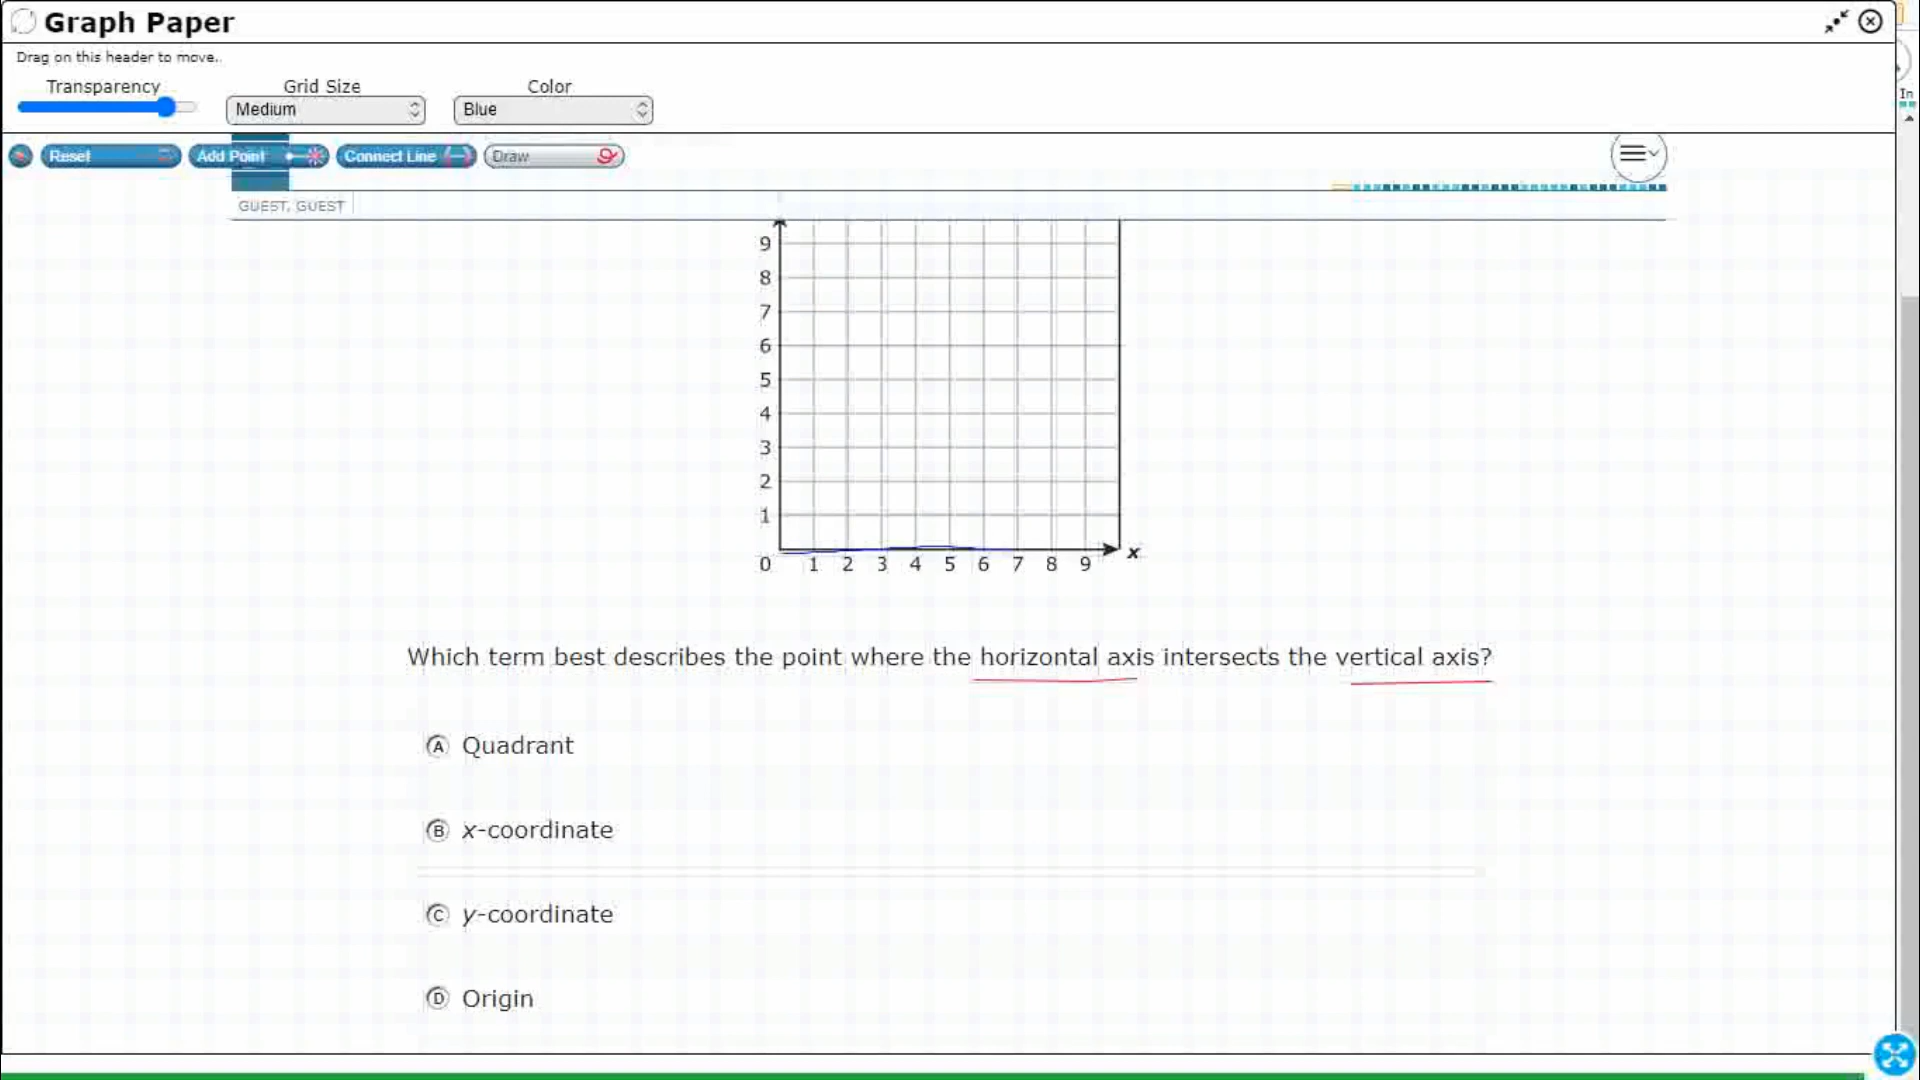 Graph Paper
Drag on this header to move..
Transparency
Grid Size
Color
Medium
Blue
In
Reset
Add Point
Connect Line
Draw
GUEST, GUEST
9
8
7
6
5
4
3
2
1
x
0 1 2 3 4 5 6 7 8 9
Which term best describes the point where the horizontal axis intersects the vertical axis?
A Quadrant
B x-coordinate
C y-coordinate
D Origin